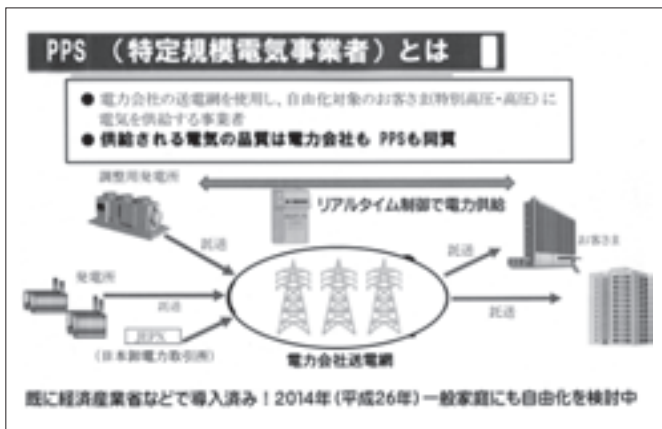 PPS （特定規模電気事業者）とは
● 電力会社の送電網を使用し、自由化対象のお客さま(特別高圧・高圧)に
電気を供給する事業者
● 供給される電気の品質は電力会社も PPSも同質
調整用発電所
リアルタイム制御で電力供給
お客さま
託送
託送
発電所
託送
託送
JEPX
(日本卸電力取引所)
電力会社送電網
既に経済産業省などで導入済み！2014年(平成26年)一般家庭にも自由化を検討中